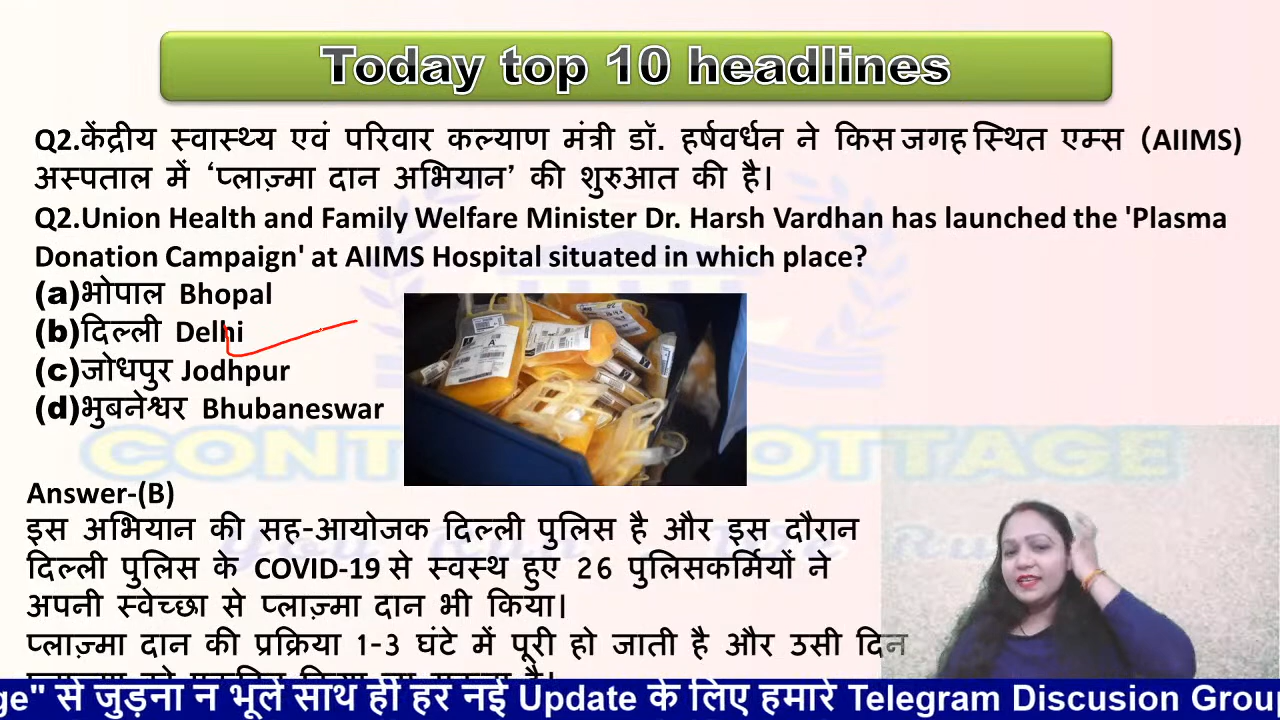 Today top 10 headlines
Q2.केंद्रीय स्वास्थ्य एवं परिवार कल्याण मंत्री डॉ. हर्षवर्धन ने किस जगह स्थित एम्स (AIIMS)
अस्पताल में ‘प्लाज़्मा दान अभियान’ की शुरुआत की है।
Q2.Union Health and Family Welfare Minister Dr. Harsh Vardhan has launched the 'Plasma
Donation Campaign' at AIIMS Hospital situated in which place?
(a)भोपाल Bhopal
(b)दिल्ली Delhi
(c)जोधपुर Jodhpur
(d)भुबनेश्वर Bhubaneswar
Answer-(B)
इस अभियान की सह-आयोजक दिल्ली पुलिस है और इस दौरान
दिल्ली पुलिस के COVID-19 से स्वस्थ हुए 26 पुलिसकर्मियों ने
अपनी स्वेच्छा से प्लाज़्मा दान भी किया।
प्लाज़्मा दान की प्रक्रिया 1-3 घंटे में पूरी हो जाती है और उसी दिन
ge" से जुड़ना न भूलें साथ ही हर नई Update के लिए हमारे Telegram Discusion Group